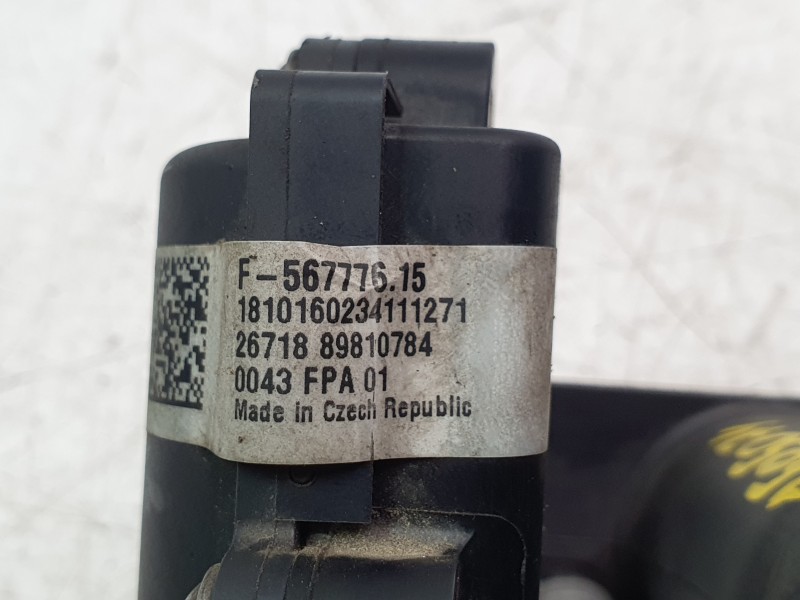 F-567776.15
1810160234111271
26718 89810784
0043 FPA 01
Made in Czech Republic